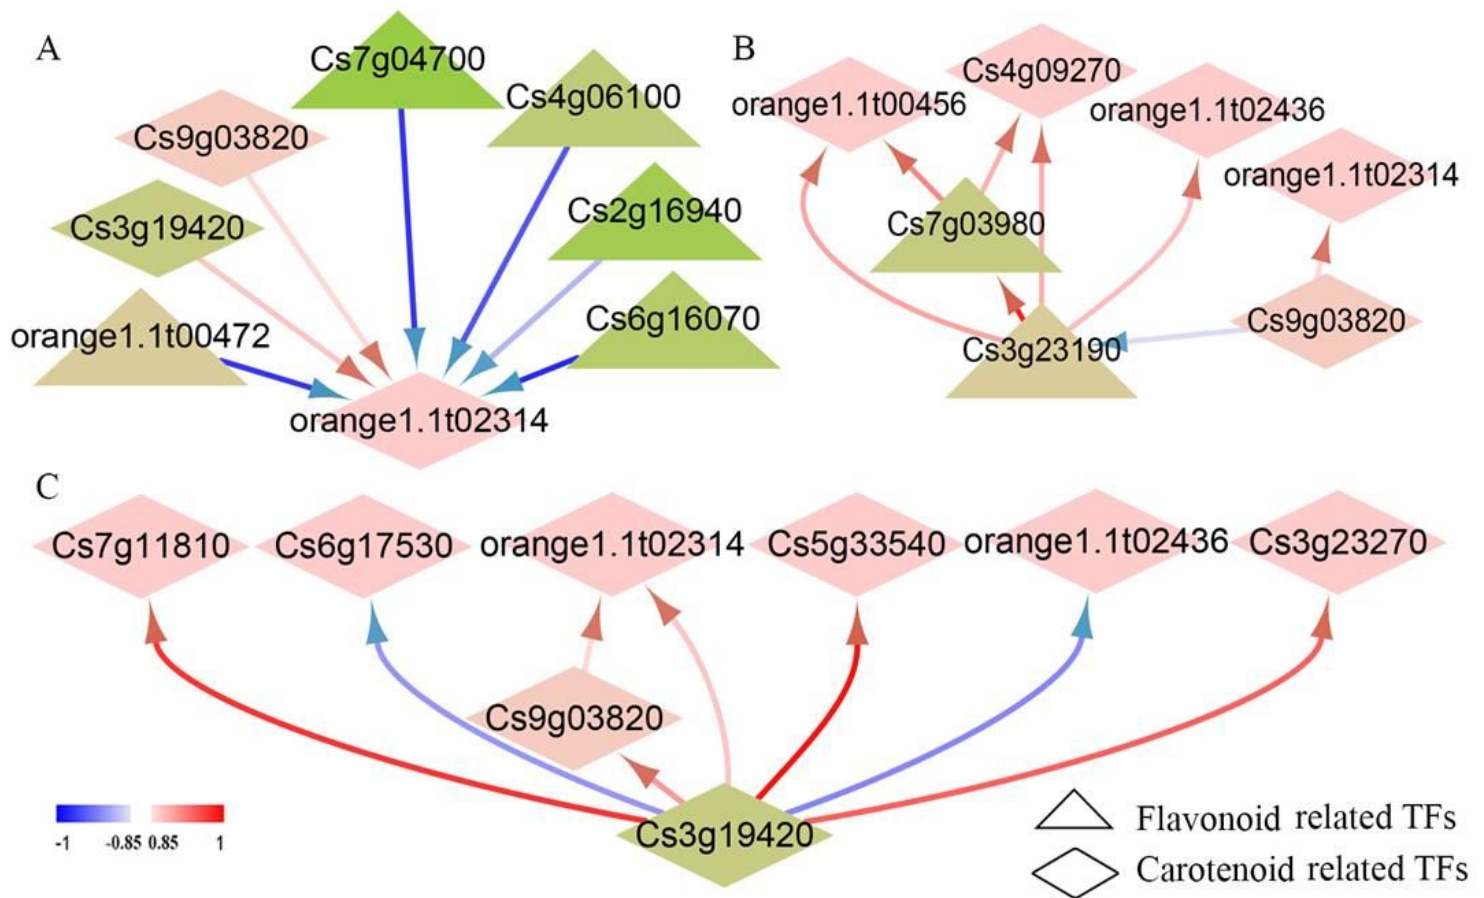 A
Cs7g04700
Cs4g06100
Cs9g03820
Cs2g16940
Cs3g19420
Cs6g16070
orange1.1t00472
orange1.1t02314
B
Cs4g09270
orange1.1t00456
orange1.1t02436
orange1.1t02314
Cs7g03980
Cs9g03820
Cs3g23190
C
Cs7g11810
Cs6g17530
orange1.1t02314
Cs5g33540
orange1.1t02436
Cs3g23270
Cs9g03820
Cs3g19420
-1 -0.85 0.85 1
Flavonoid related TFs
Carotenoid related TFs